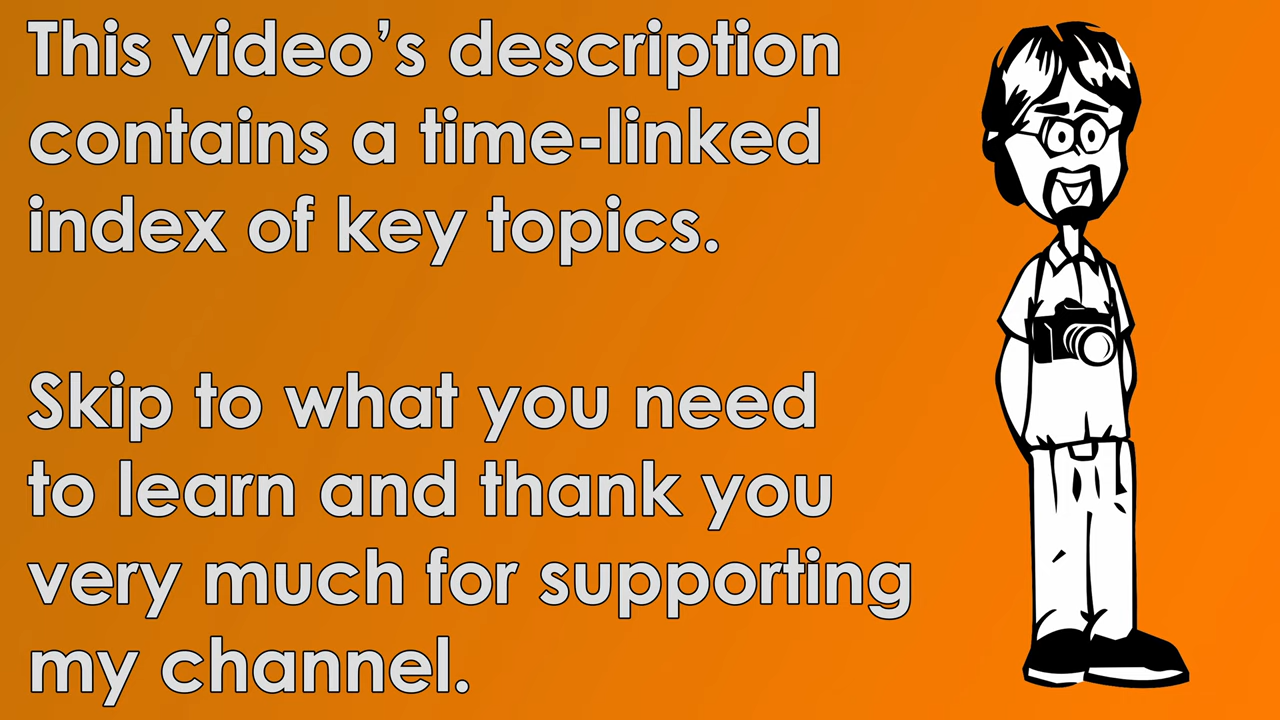 This video’s description
contains a time-linked
index of key topics.
Skip to what you need
to learn and thank you
very much for supporting
my channel.